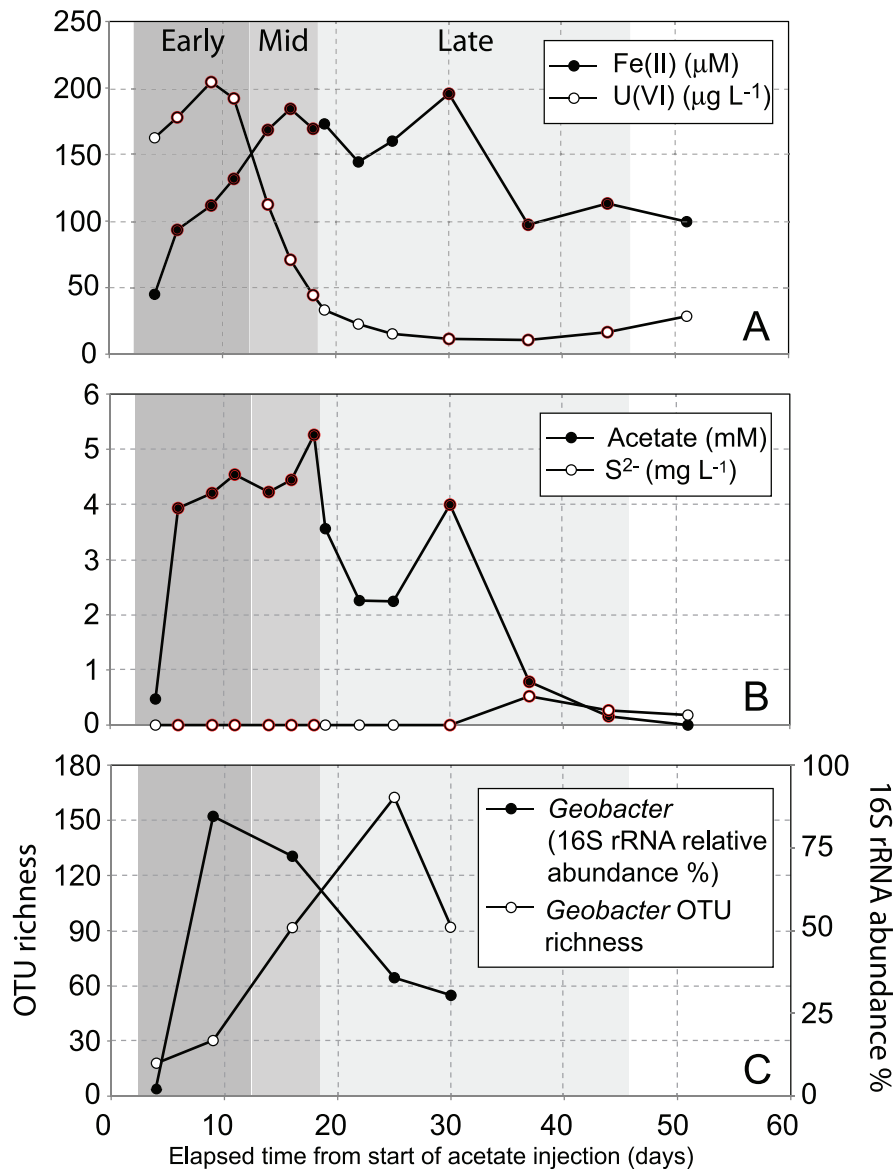 Early Mid Late
250
200
150
100
50
0
Fe(II) (μM)
U(VI) (μg L-1)
A
6
5
4
3
2
1
0
Acetate (mM)
S2- (mg L-1)
B
180
150
120
90
60
30
0
OTU richness
100
75
50
25
0
16S rRNA abundance %
Geobacter
(16S rRNA relative
abundance %)
Geobacter OTU
richness
C
0 10 20 30 40 50 60
Elapsed time from start of acetate injection (days)